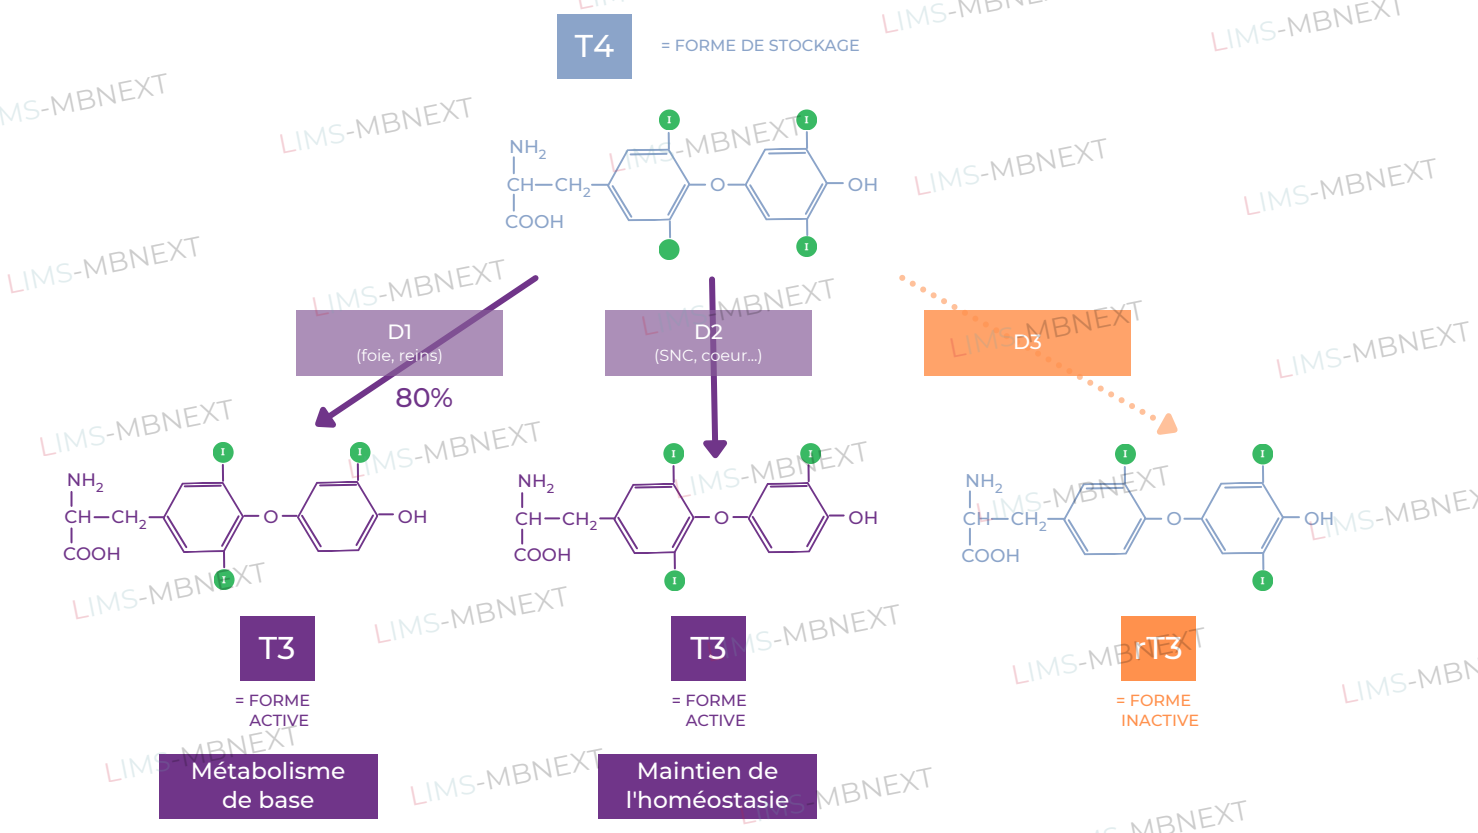 T4
= FORME DE STOCKAGE
I
I
NH2
CH—CH2
O
OH
COOH
I
D1
(foie, reins)
80%
D2
(SNC, coeur...)
D3
I
I
NH2
CH—CH2
O
OH
COOH
I
I
I
NH2
CH—CH2
O
OH
COOH
I
I
I
NH2
CH—CH2
O
OH
COOH
I
T3
= FORME
ACTIVE
Métabolisme
de base
T3
= FORME
ACTIVE
Maintien de
l'homéostasie
rT3
= FORME
INACTIVE
LIMS-MBNEXT